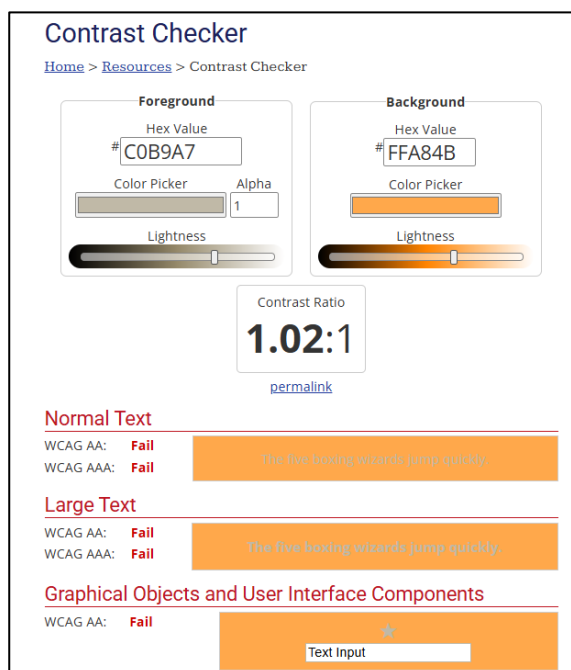 Contrast Checker
Home > Resources > Contrast Checker
Foreground
Hex Value
# C0B9A7
Color Picker Alpha
1
Lightness
Background
Hex Value
# FFA84B
Color Picker
Lightness
Contrast Ratio
1.02:1
permalink
Normal Text
WCAG AA: Fail
WCAG AAA: Fail
The five boxing wizards jump quickly.
Large Text
WCAG AA: Fail
WCAG AAA: Fail
The five boxing wizards jump quickly.
Graphical Objects and User Interface Components
WCAG AA: Fail
Text Input